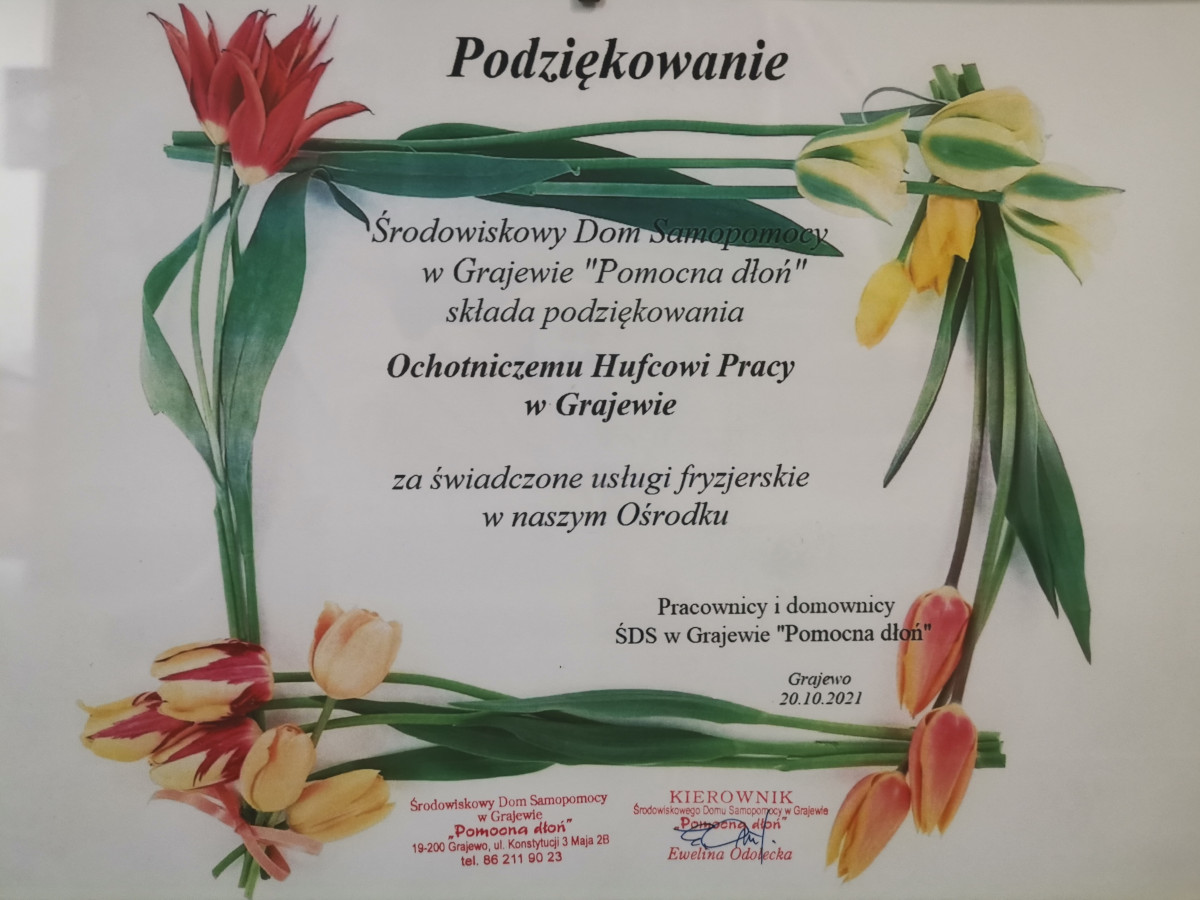 Podziękowanie
Środowiskowy Dom Samopomocy
w Grajewie "Pomocna dłoń"
składa podziękowania
Ochotniczemu Hufcowi Pracy
w Grajewie
za świadczone usługi fryzjerskie
w naszym Ośrodku
Pracownicy i domownicy
ŚDS w Grajewie "Pomocna dłoń"
Grajewo
20.10.2021
Środowiskowy Dom Samopomocy
w Grajewie
„Pomocna dłoń”
19-200 Grajewo, ul. Konstytucji 3 Maja 2B
tel. 86 211 90 23
KIEROWNIK
Środowiskowego Domu Samopomocy w Grajewie
„Pomocna dłoń”
Ewelina Odolecka